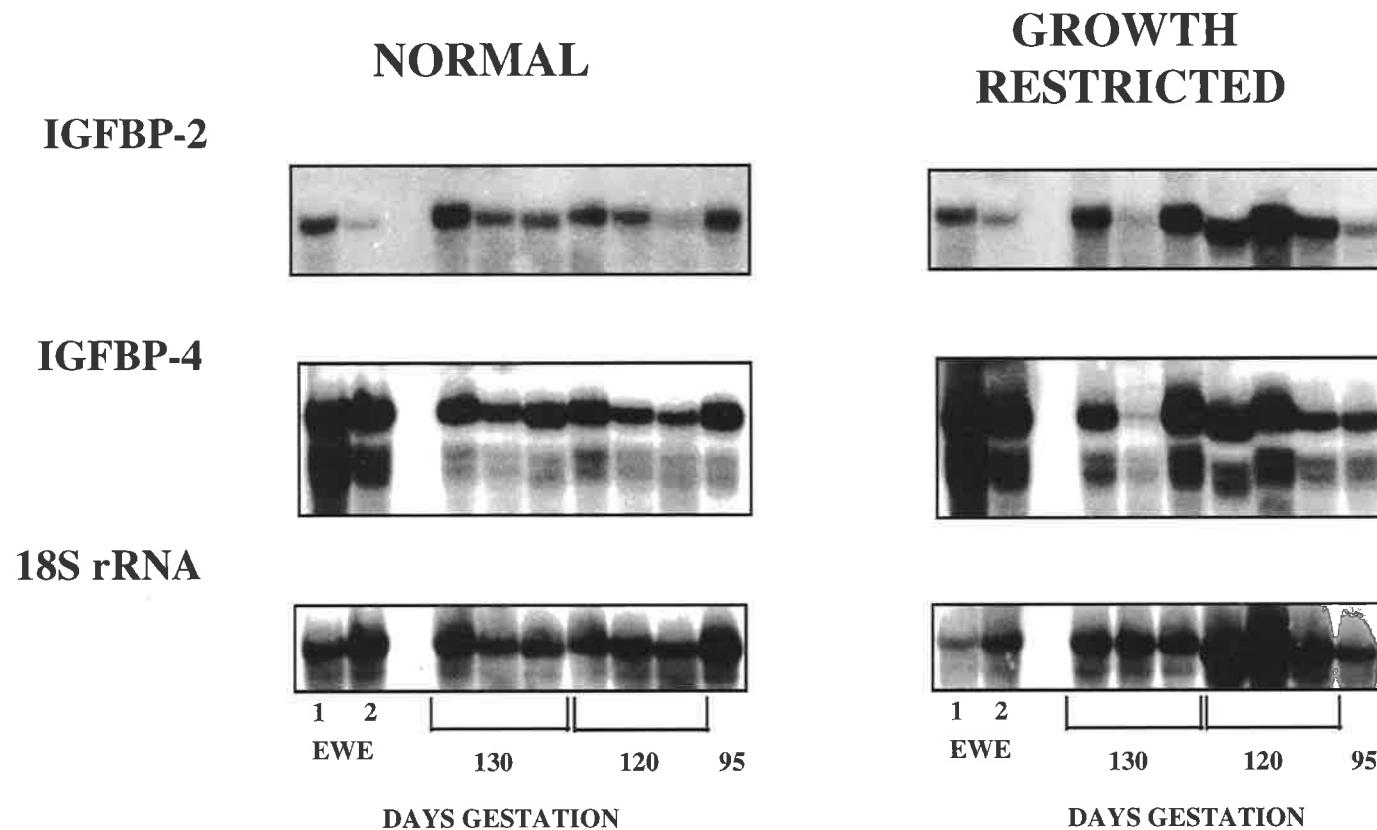 NORMAL
GROWTH
RESTRICTED
IGFBP-2
IGFBP-4
18S rRNA
1 2
EWE
130
120
95
DAYS GESTATION
1 2
EWE
130
120
95
DAYS GESTATION